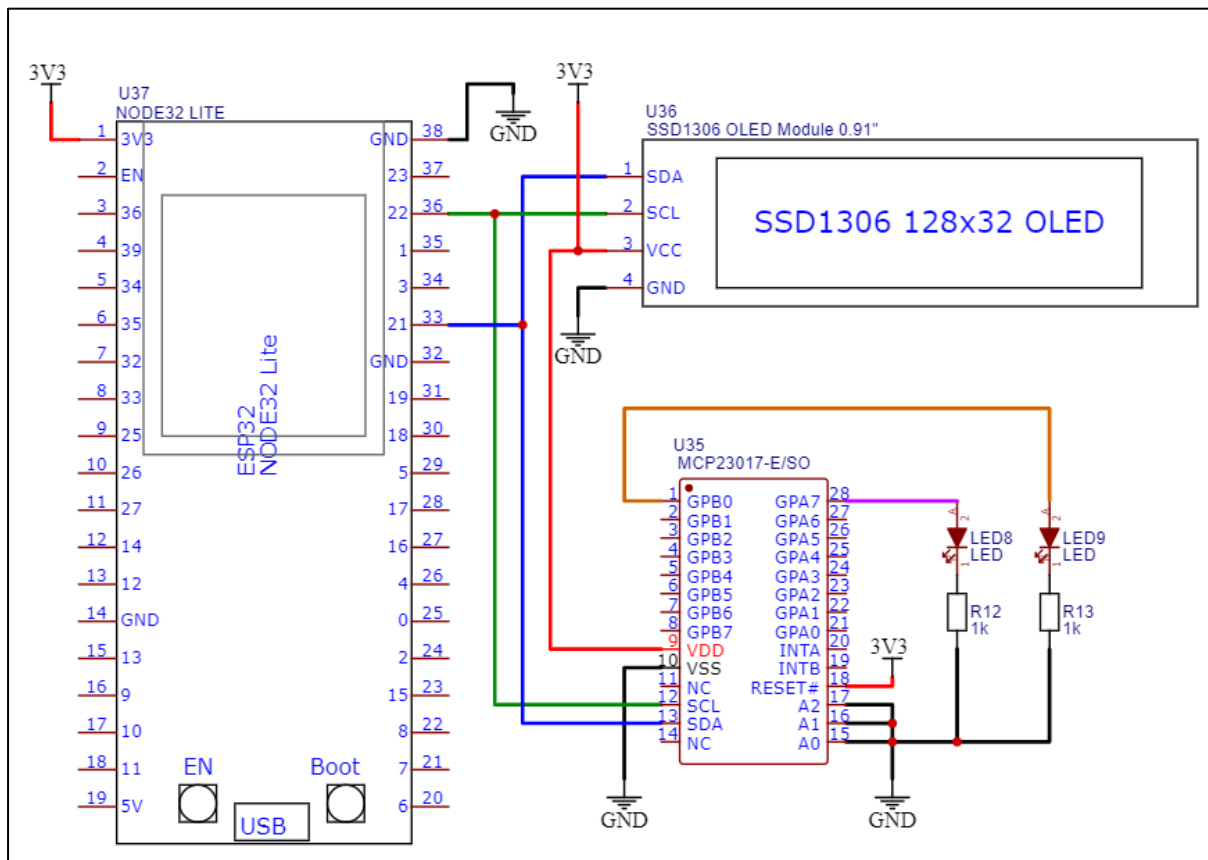 3V3
U37
NODE32 LITE
1 3V3
2 EN
3 36
4 39
5 34
6 35
7 32
8 33
9 25
10 26
11 27
12 14
13 12
14 GND
15 13
16 9
17 10
18 11
19 5V
GND 38
23 37
22 36
1 35
3 34
21 33
GND 32
19 31
18 30
5 29
17 28
16 27
4 26
0 25
2 24
15 23
8 22
7 21
6 20
ESP32
NODE32 Lite
EN
Boot
USB
GND
3V3
U36
SSD1306 OLED Module 0.91"
1 SDA
2 SCL
3 VCC
4 GND
SSD1306 128x32 OLED
GND
U35
MCP23017-E/SO
1 GPB0
2 GPB1
3 GPB2
4 GPB3
5 GPB4
6 GPB5
7 GPB6
8 GPB7
9 VDD
10 VSS
11 NC
12 SCL
13 SDA
14 NC
GPA7 28
GPA6 27
GPA5 26
GPA4 25
GPA3 24
GPA2 23
GPA1 22
GPA0 21
INTA 20
INTB 19
RESET# 18
A2 17
A1 16
A0 15
3V3
A 2
LED8
LED
1
A 2
LED9
LED
1
R12
1k
R13
1k
GND
GND